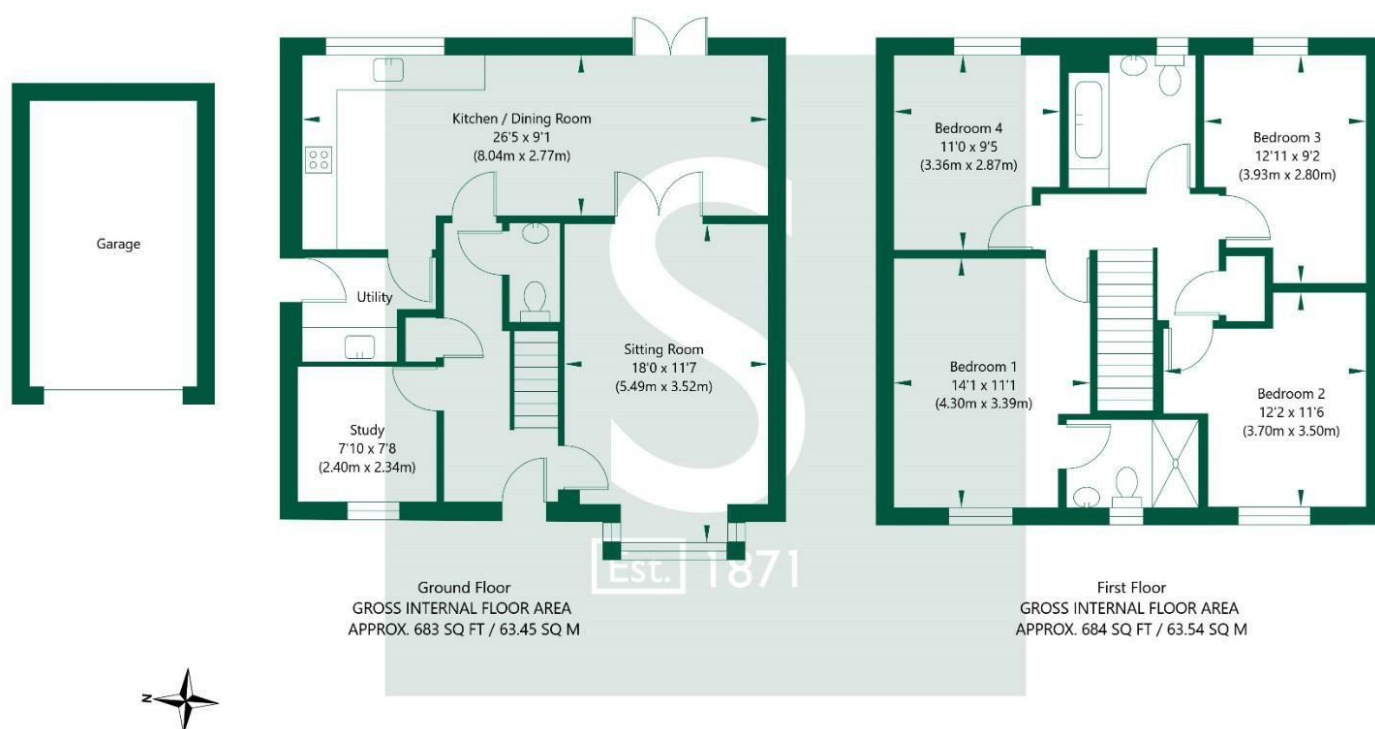 Garage
Kitchen / Dining Room
26'5 x 9'1
(8.04m x 2.77m)
Utility
Study
7'10 x 7'8
(2.40m x 2.34m)
Sitting Room
18'0 x 11'7
(5.49m x 3.52m)
Ground Floor
GROSS INTERNAL FLOOR AREA
APPROX. 683 SQ FT / 63.45 SQ M
Bedroom 4
11'0 x 9'5
(3.36m x 2.87m)
Bedroom 3
12'11 x 9'2
(3.93m x 2.80m)
Bedroom 1
14'1 x 11'1
(4.30m x 3.39m)
Bedroom 2
12'2 x 11'6
(3.70m x 3.50m)
First Floor
GROSS INTERNAL FLOOR AREA
APPROX. 684 SQ FT / 63.54 SQ M
S
Est. 1871
N